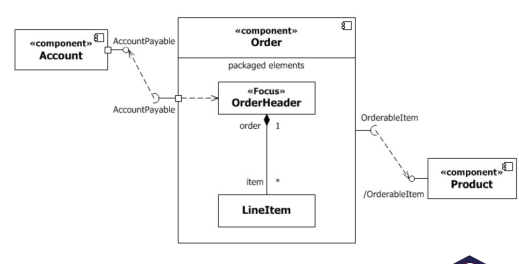 «component»
Account
AccountPayable
AccountPayable
«component»
Order
packaged elements
«Focus»
OrderHeader
order 1
item *
LineItem
OrderableItem
/OrderableItem
«component»
Product